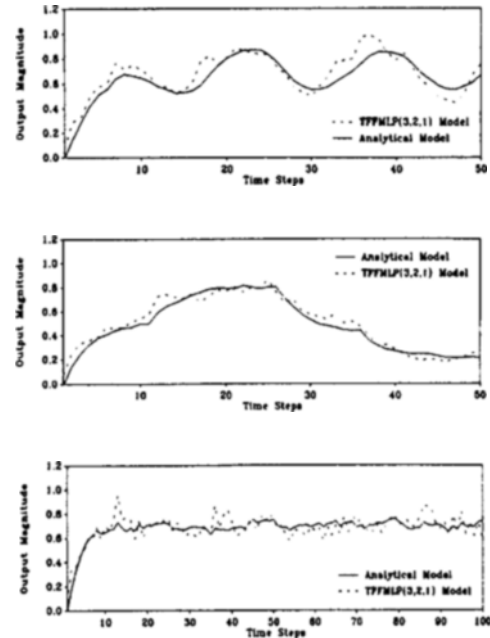 1.2
1.0
0.8
0.6
0.4
0.2
0.0
Output Magnitude
TFFMLP(3,2,1) Model
Analytical Model
10 20 30 40 50
Time Steps
1.2
1.0
0.8
0.6
0.4
0.2
0.0
Output Magnitude
Analytical Model
TFFMLP(3,2,1) Model
10 20 30 40 50
Time Steps
1.2
1.0
0.8
0.6
0.4
0.2
0.0
Output Magnitude
Analytical Model
TFFMLP(3,2,1) Model
10 20 30 40 50 60 70 80 90 100
Time Steps